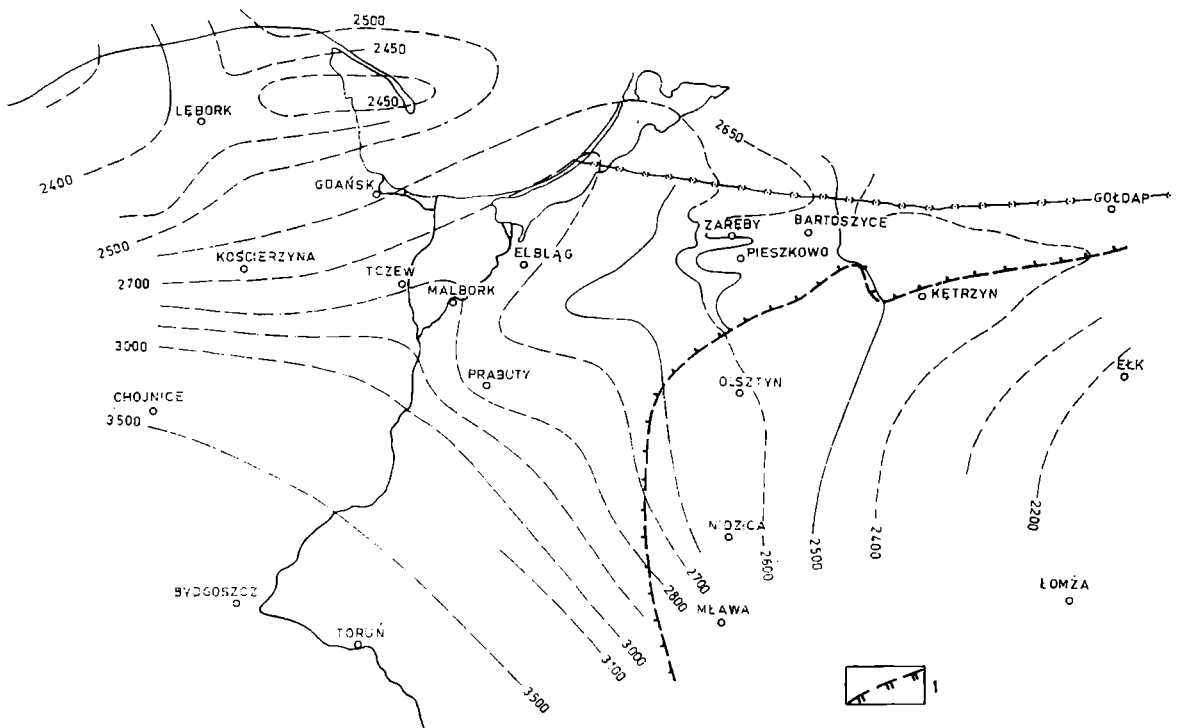 2500
2450
2450
LĘBORK
2650
2400
GDAŃSK
GOŁDAP
ZARĘBY
BARTOSZYCE
2500
KOŚCIERZYNA
ELBLĄG
PIESZKOWO
TCZEW
2700
MALBORK
KĘTRZYN
3000
PRABUTY
OLSZTYN
EŁK
CHOJNICE
3500
2200
NIDZICA
2600
2500
2400
2700
2800
BYDGOSZCZ
MŁAWA
ŁOMŻA
TORUŃ
3000
3100
3500
1